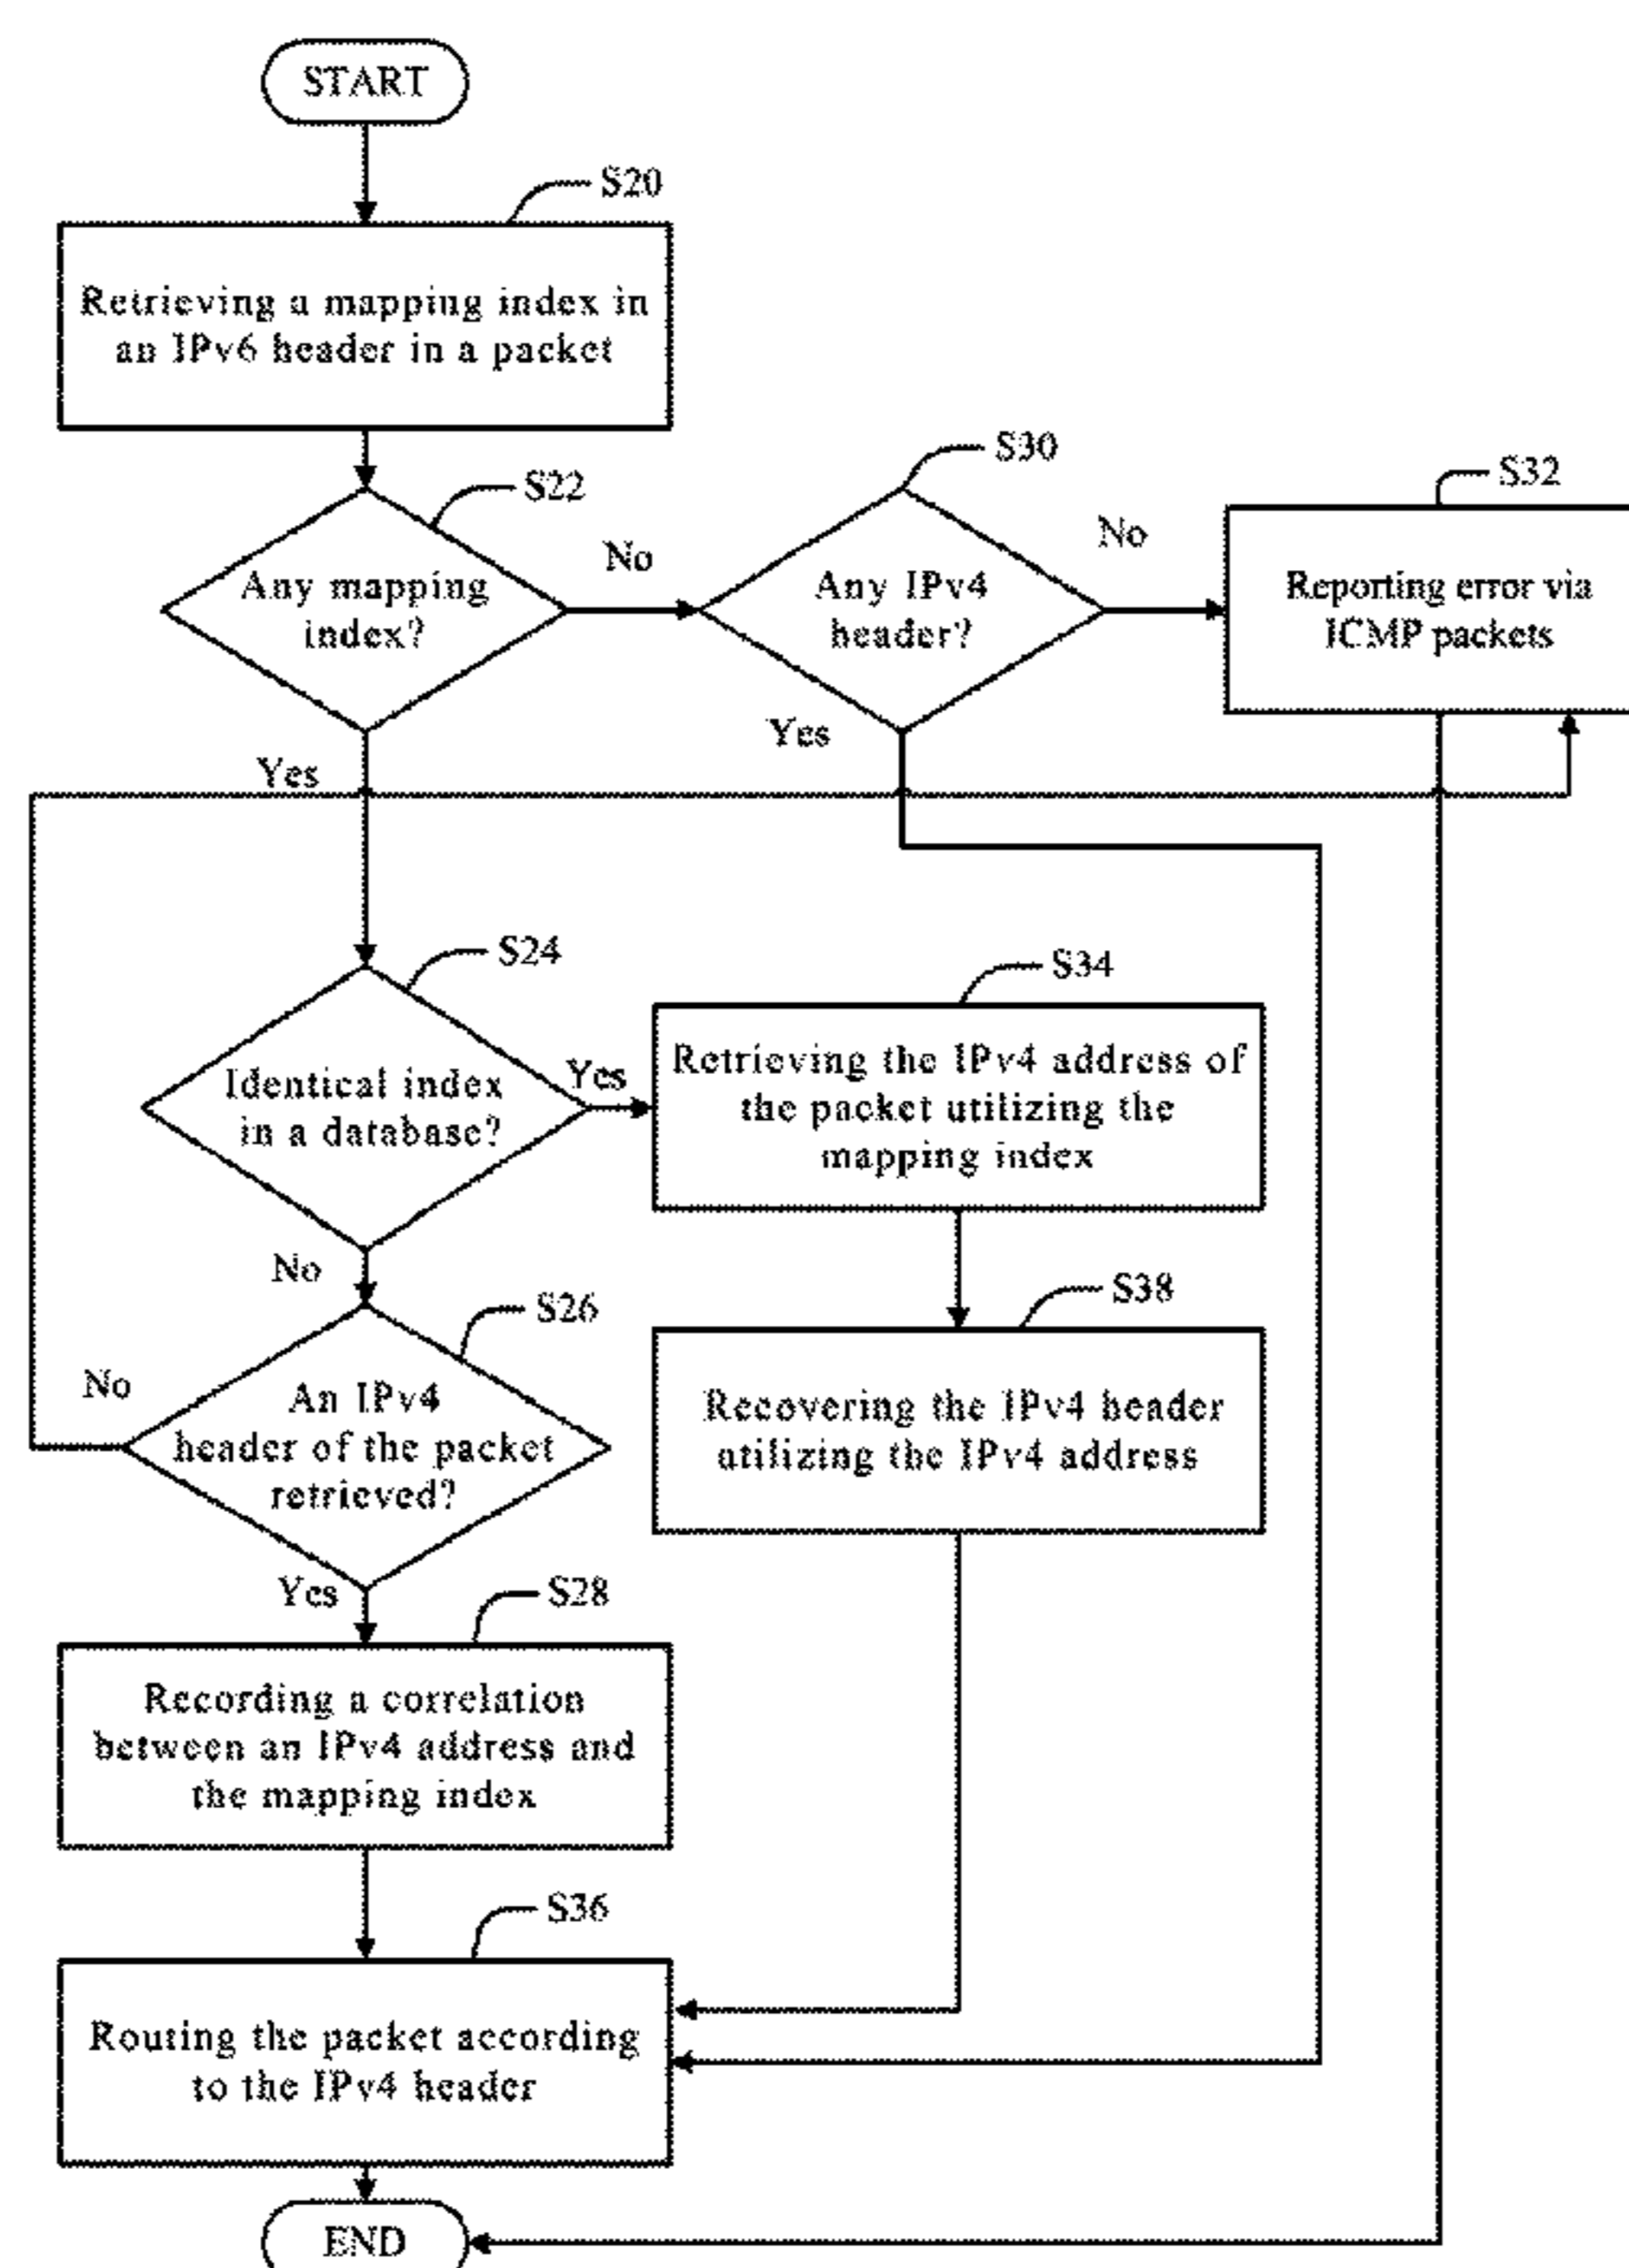 START
S20
Retrieving a mapping index in
an IPv6 header in a packet
S22
Any mapping
index?
No
Yes
S30
Any IPv4
header?
No
Yes
S32
Reporting error via
ICMP packets
S24
Identical index
in a database?
Yes
No
S34
Retrieving the IPv4 address of
the packet utilizing the
mapping index
S26
An IPv4
header of the packet
retrieved?
No
Yes
S38
Recovering the IPv4 header
utilizing the IPv4 address
S28
Recording a correlation
between an IPv4 address and
the mapping index
S36
Routing the packet according
to the IPv4 header
END